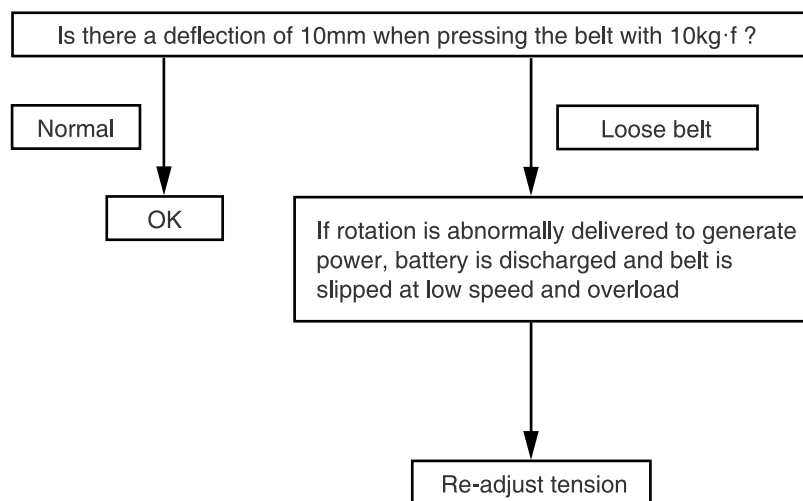 Is there a deflection of 10mm when pressing the belt with 10kg·f ?
Normal
Loose belt
OK
If rotation is abnormally delivered to generate
power, battery is discharged and belt is
slipped at low speed and overload
Re-adjust tension